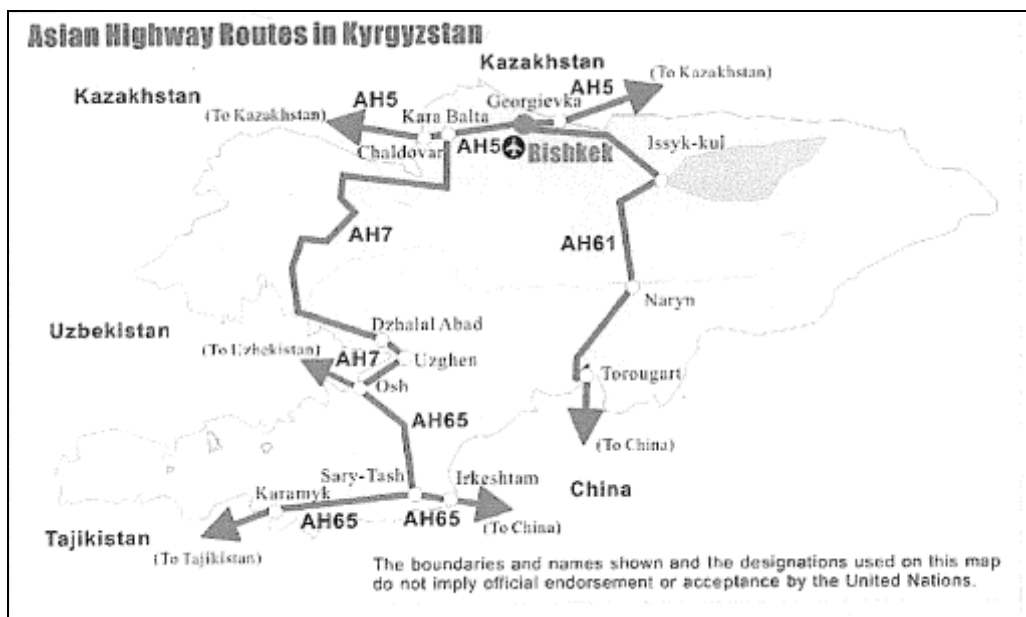 Asian Highway Routes in Kyrgyzstan
Kazakhstan
(To Kazakhstan)
Kazakhstan
AH5
Georgievka
AH5
(To Kazakhstan)
Kara Balta
Chaldovar
AH5
Bishkek
Issyk-kul
AH7
AH61
Naryn
Uzbekistan
Dzhalal Abad
(To Uzbekistan)
AH7
Uzghen
Torougart
Osh
AH65
(To China)
Sary-Tash
Irkeshtam
China
Karamyk
AH65
AH65
(To China)
Tajikistan
(To Tajikistan)
The boundaries and names shown and the designations used on this map
do not imply official endorsement or acceptance by the United Nations.